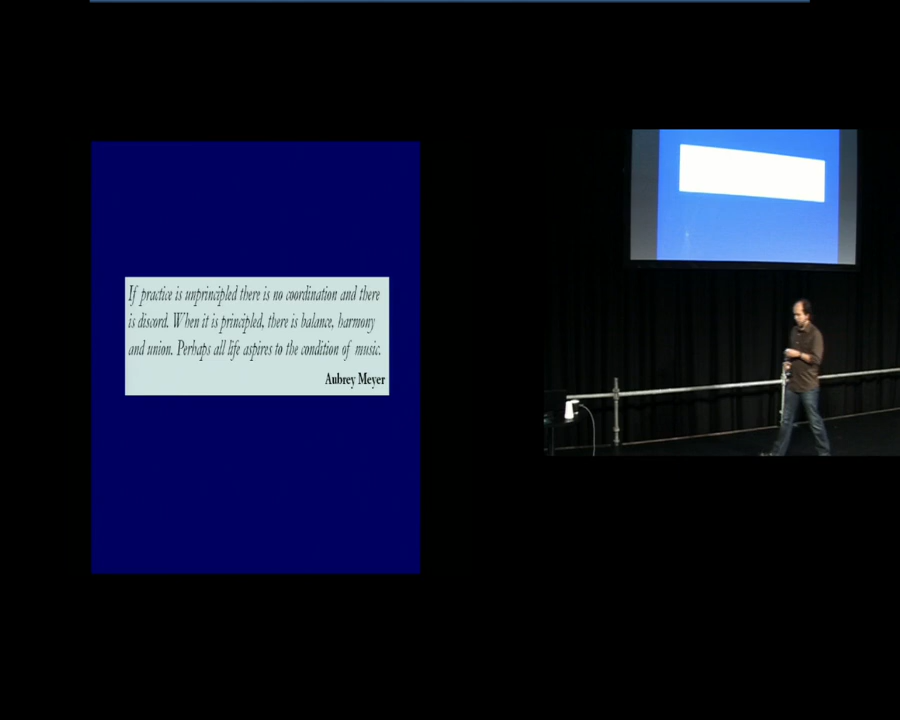 If practice is unprincipled there is no coordination and there
is discord. When it is principled, there is balance, harmony
and union. Perhaps all life aspires to the condition of music.
Aubrey Meyer